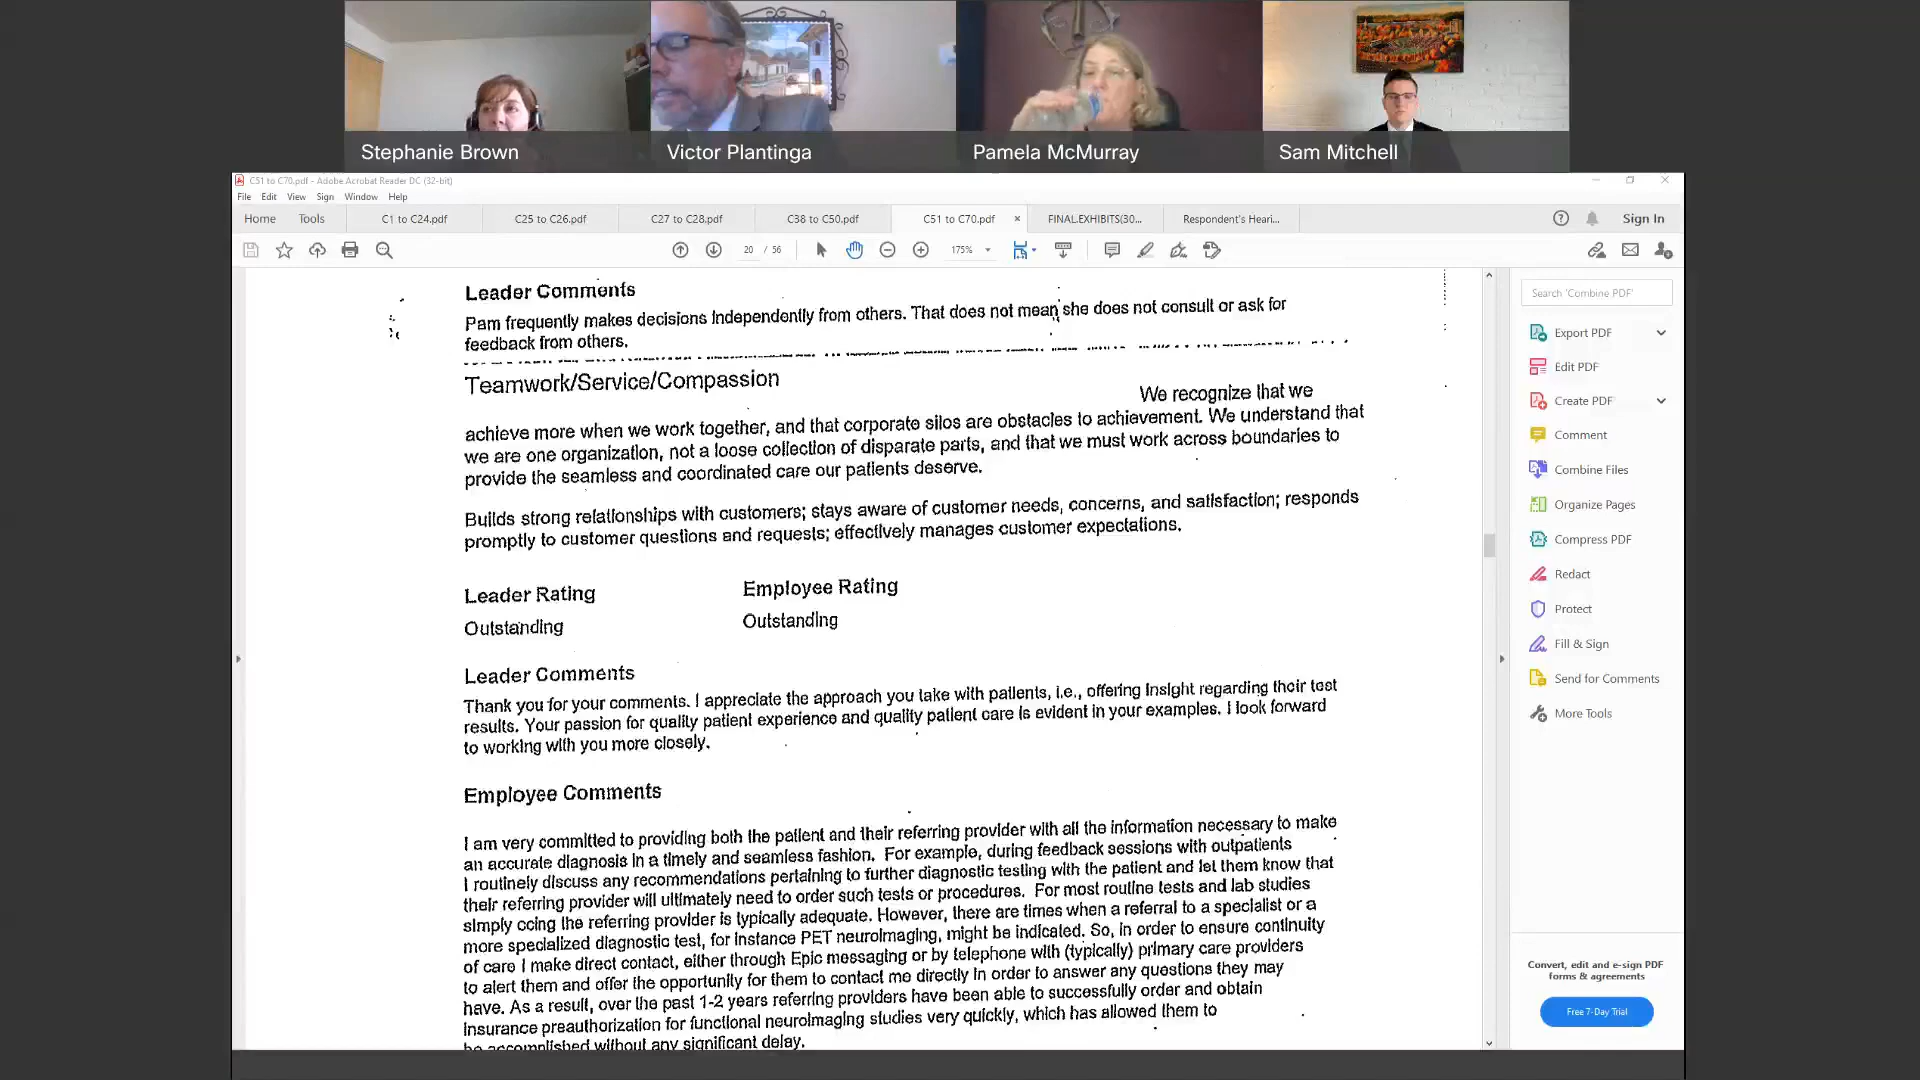 Stephanie Brown
Victor Plantinga
Pamela McMurray
Sam Mitchell
C51 to C70.pdf - Adobe Acrobat Reader DC (32-bit)
File Edit View Sign Window Help
Home Tools C1 to C24.pdf C25 to C26.pdf C27 to C28.pdf C38 to C50.pdf C51 to C70.pdf × FINAL.EXHIBITS(30... Respondent's Heari... Sign In
20 / 56 175%
Leader Comments
Pam frequently makes decisions independently from others. That does not mean she does not consult or ask for
feedback from others.
Teamwork/Service/Compassion
We recognize that we
achieve more when we work together, and that corporate silos are obstacles to achievement. We understand that
we are one organization, not a loose collection of disparate parts, and that we must work across boundaries to
provide the seamless and coordinated care our patients deserve.
Builds strong relationships with customers; stays aware of customer needs, concerns, and satisfaction; responds
promptly to customer questions and requests; effectively manages customer expectations.
Leader Rating Employee Rating
Outstanding Outstanding
Leader Comments
Thank you for your comments. I appreciate the approach you take with patients, i.e., offering insight regarding their test
results. Your passion for quality patient experience and quality patient care is evident in your examples. I look forward
to working with you more closely.
Employee Comments
I am very committed to providing both the patient and their referring provider with all the information necessary to make
an accurate diagnosis in a timely and seamless fashion. For example, during feedback sessions with outpatients
I routinely discuss any recommendations pertaining to further diagnostic testing with the patient and let them know that
their referring provider will ultimately need to order such tests or procedures. For most routine tests and lab studies
simply ccing the referring provider is typically adequate. However, there are times when a referral to a specialist or a
more specialized diagnostic test, for instance PET neuroimaging, might be indicated. So, in order to ensure continuity
of care I make direct contact, either through Epic messaging or by telephone with (typically) primary care providers
to alert them and offer the opportunity for them to contact me directly in order to answer any questions they may
have. As a result, over the past 1-2 years referring providers have been able to successfully order and obtain
insurance preauthorization for functional neuroimaging studies very quickly, which has allowed them to
be accomplished without any significant delay.
Search 'Combine PDF'
Export PDF
Edit PDF
Create PDF
Comment
Combine Files
Organize Pages
Compress PDF
Redact
Protect
Fill & Sign
Send for Comments
More Tools
Convert, edit and e-sign PDF
forms & agreements
Free 7-Day Trial